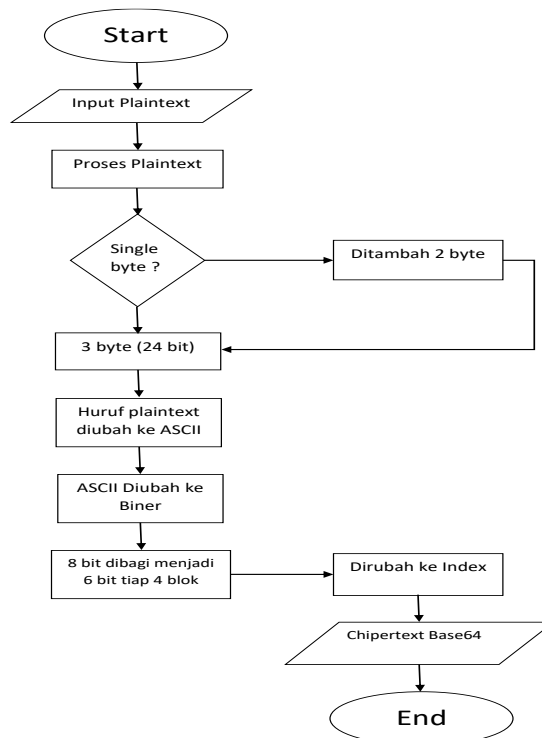 Start
Input Plaintext
Proses Plaintext
Single
byte ?
Ditambah 2 byte
3 byte (24 bit)
Huruf plaintext
diubah ke ASCII
ASCII Diubah ke
Biner
8 bit dibagi menjadi
6 bit tiap 4 blok
Dirubah ke Index
Chipertext Base64
End